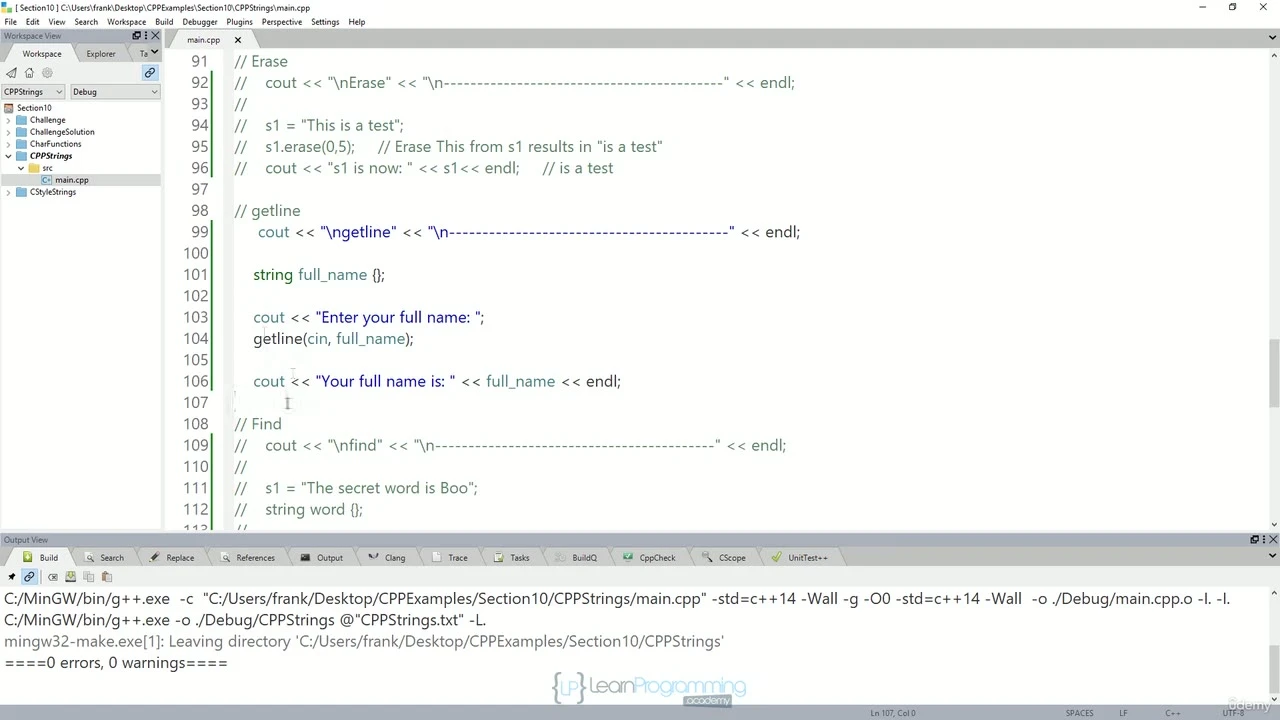 [ Section10 ] C:\Users\frank\Desktop\CPPExamples\Section10\CPPStrings\main.cpp
File Edit View Search Workspace Build Debugger Plugins Perspective Settings Help
Workspace View
main.cpp
Workspace Explorer Ta
CPPStrings Debug
Section10
Challenge
ChallengeSolution
CharFunctions
CPPStrings
src
main.cpp
CStyleStrings
91 // Erase
92 //    cout << "\nErase" << "\n------------------------------------------" << endl;
93 //
94 //    s1 = "This is a test";
95 //    s1.erase(0,5);    // Erase This from s1 results in "is a test"
96 //    cout << "s1 is now: " << s1<< endl;    // is a test
97
98 // getline
99    cout << "\ngetline" << "\n------------------------------------------" << endl;
100
101    string full_name {};
102
103    cout << "Enter your full name: ";
104    getline(cin, full_name);
105
106    cout << "Your full name is: " << full_name << endl;
107
108 // Find
109 //    cout << "\nfind" << "\n------------------------------------------" << endl;
110 //
111 //    s1 = "The secret word is Boo";
112 //    string word {};
113 //
Output View
Build Search Replace References Output Clang Trace Tasks BuildQ CppCheck CScope UnitTest++
C:/MinGW/bin/g++.exe  -c  "C:/Users/frank/Desktop/CPPExamples/Section10/CPPStrings/main.cpp" -std=c++14 -Wall -g -O0 -std=c++14 -Wall  -o ./Debug/main.cpp.o -I. -I.
C:/MinGW/bin/g++.exe -o ./Debug/CPPStrings @"CPPStrings.txt" -L.
mingw32-make.exe[1]: Leaving directory 'C:/Users/frank/Desktop/CPPExamples/Section10/CPPStrings'
====0 errors, 0 warnings====
{LP} LearnProgramming
academy
Ln 107, Col 0 SPACES LF C++ UTF-8
ûdemy